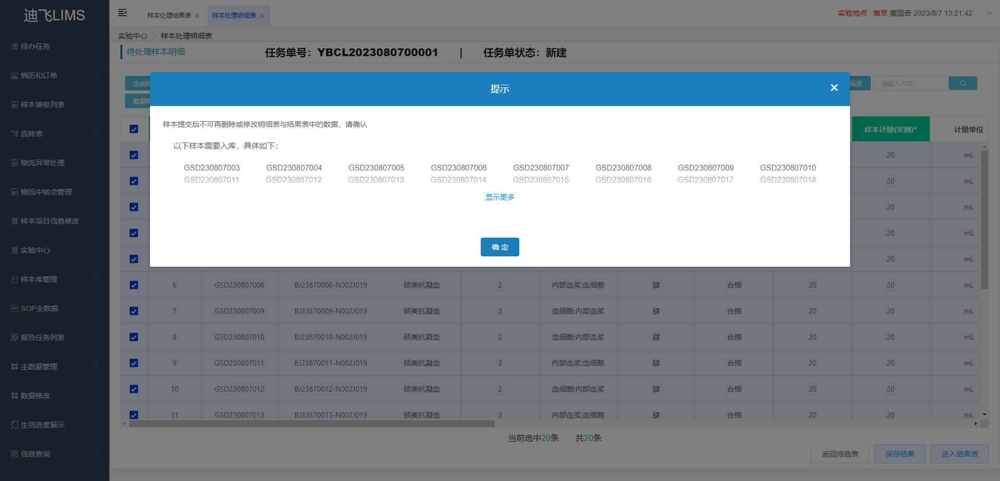 迪飞LIMS
待办任务
病历和订单
样本接收列表
流转表
物流异常处理
物流中转点管理
样本项目信息修改
实验中心
样本库管理
SOP主数据
报告任务列表
主数据管理
数据修改
生信进度展示
信息查询
样本处理结果表
样本处理明细表
实验地点 : 南京 董国奇 2023/8/7 13:21:42
实验中心 样本处理明细表
待处理样本明细 任务单号：YBCL2023080700001 | 任务单状态：新建
生成
标签 请输入内容
数据
提示
样本提交后不可再删除或修改明细表与结果表中的数据，请确认
以下样本需要入库，具体如下：
GSD230807003 GSD230807004 GSD230807005 GSD230807006 GSD230807007 GSD230807008 GSD230807009 GSD230807010
GSD230807011 GSD230807012 GSD230807013 GSD230807014 GSD230807015 GSD230807016 GSD230807017 GSD230807018
显示更多
确 定
样本计量(实测)* 计量单位
20 mL
20 mL
20 mL
20 mL
20 mL
6 GSD230807008 BJ23870008-N002J019 硕美抗凝血 2 内部血浆;血细胞 肆 合格 20 20 mL
7 GSD230807009 BJ23870009-N002J019 硕美抗凝血 2 血细胞;内部血浆 肆 合格 20 20 mL
8 GSD230807010 BJ23870010-N002J019 硕美抗凝血 2 血细胞;内部血浆 肆 合格 20 20 mL
9 GSD230807011 BJ23870011-N002J019 硕美抗凝血 2 内部血浆;血细胞 肆 合格 20 20 mL
10 GSD230807012 BJ23870012-N002J019 硕美抗凝血 2 血细胞;内部血浆 肆 合格 20 20 mL
11 GSD230807013 BJ23870013-N002J019 硕美抗凝血 2 内部血浆;血细胞 肆 合格 20 20 mL
当前选中20条 共20条
返回待选表 保存结果 进入结果表